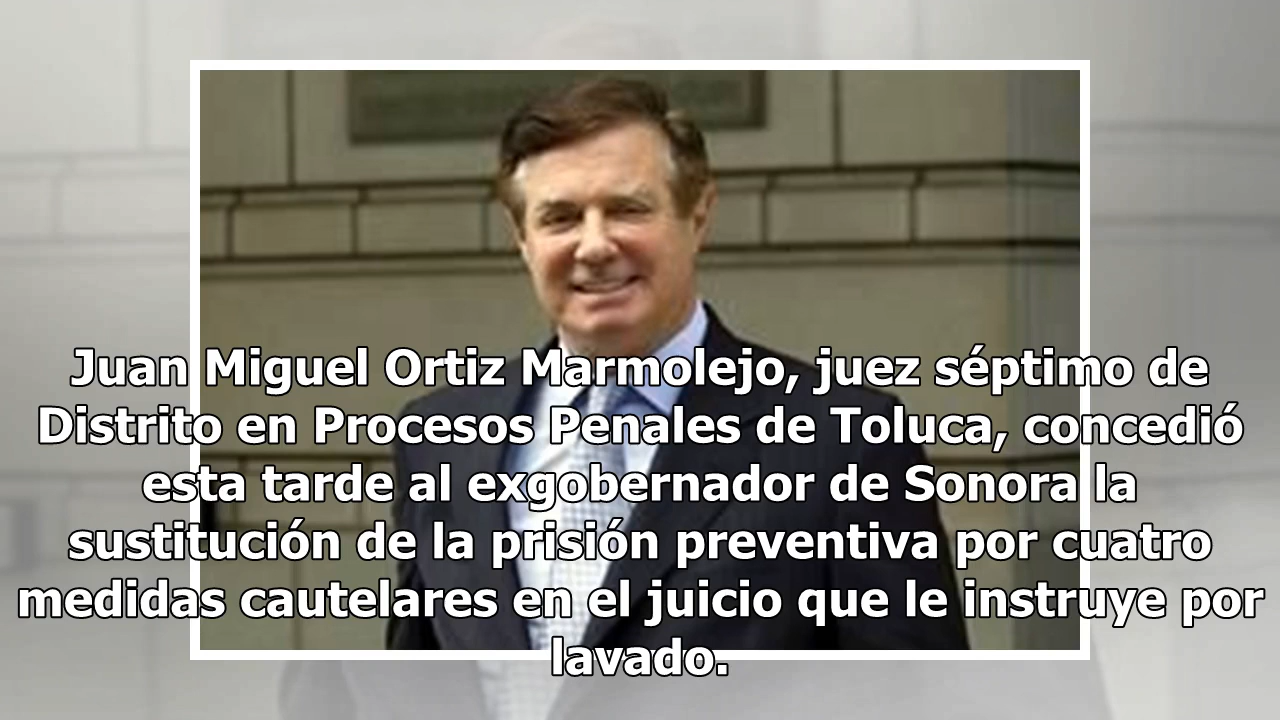 Juan Miguel Ortiz Marmolejo, juez séptimo de
Distrito en Procesos Penales de Toluca, concedió
esta tarde al exgobernador de Sonora la
sustitución de la prisión preventiva por cuatro
medidas cautelares en el juicio que le instruye por
lavado.